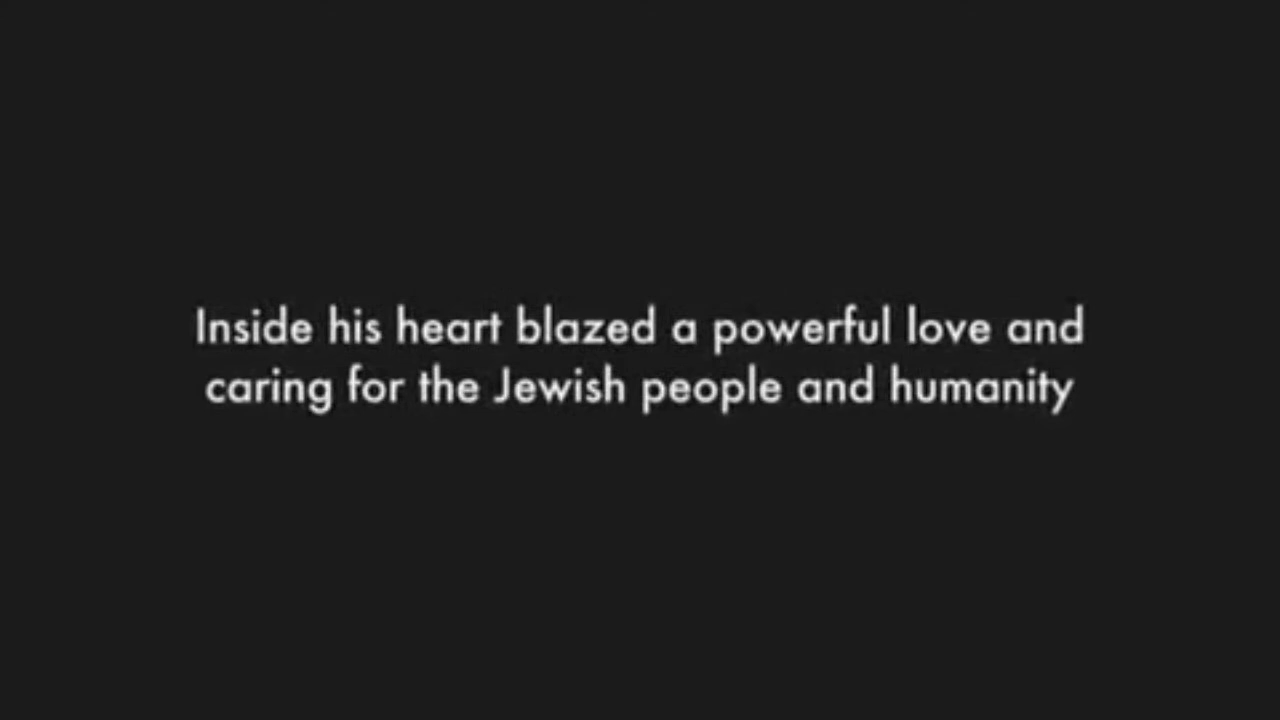 Inside his heart blazed a powerful love and
caring for the Jewish people and humanity